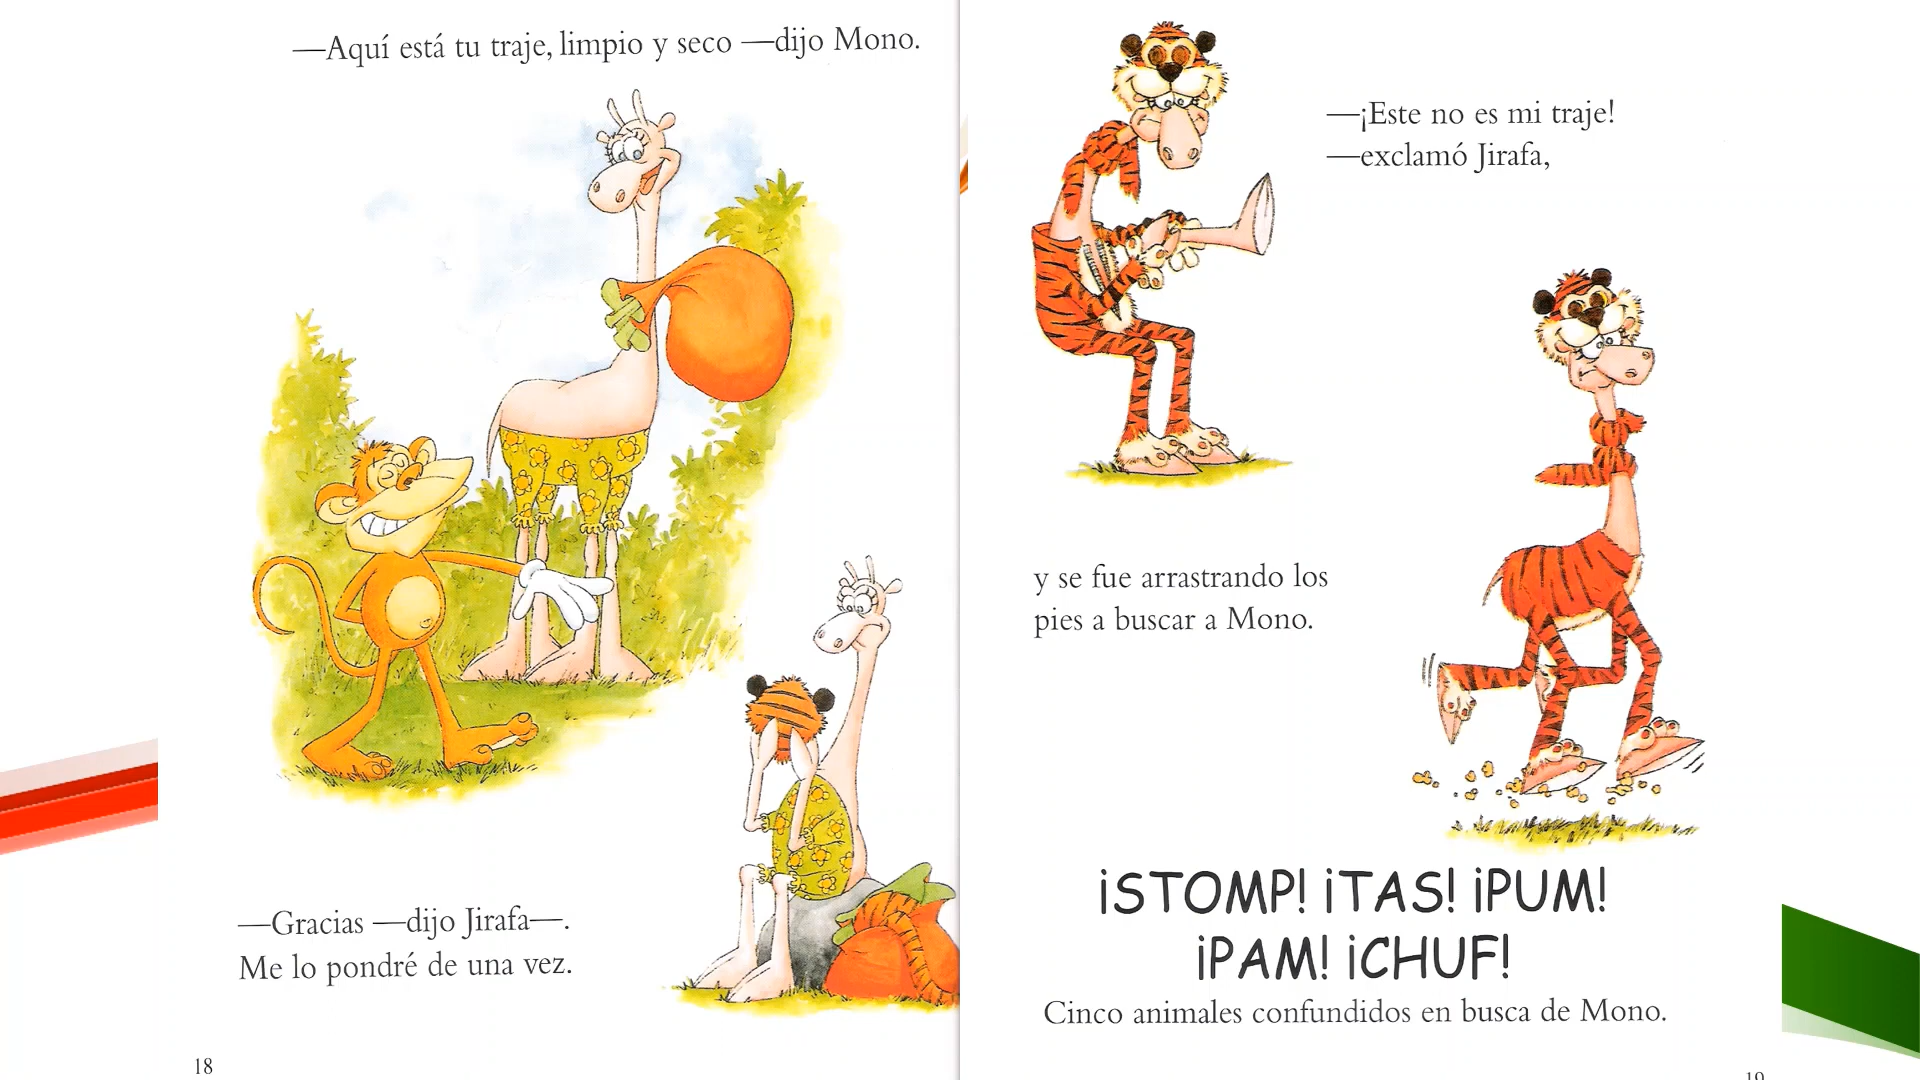 —Aquí está tu traje, limpio y seco —dijo Mono.
—Gracias —dijo Jirafa—.
Me lo pondré de una vez.
18
—¡Este no es mi traje!
—exclamó Jirafa,
y se fue arrastrando los
pies a buscar a Mono.
¡STOMP! ¡TAS! ¡PUM!
¡PAM! ¡CHUF!
Cinco animales confundidos en busca de Mono.
19